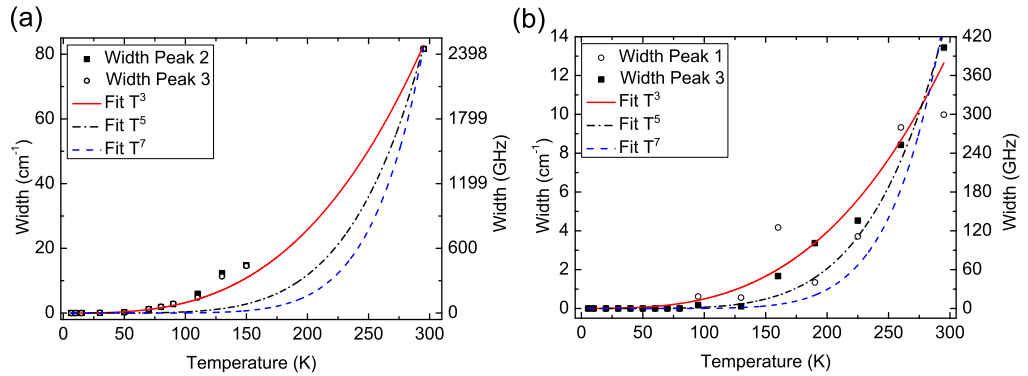 (a)
Width Peak 2
Width Peak 3
Fit T³
Fit T⁵
Fit T⁷
80
60
40
20
0
Width (cm⁻¹)
2398
1799
1199
600
0
Width (GHz)
0 50 100 150 200 250 300
Temperature (K)
(b)
Width Peak 1
Width Peak 3
Fit T³
Fit T⁵
Fit T⁷
14
12
10
8
6
4
2
0
Width (cm⁻¹)
420
360
300
240
180
120
60
0
Width (GHz)
0 50 100 150 200 250 300
Temperature (K)